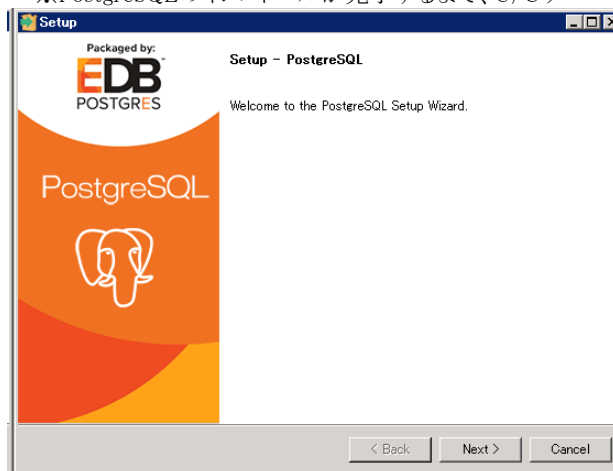 Setup
Packaged by:
EDB
POSTGRES
Setup - PostgreSQL
Welcome to the PostgreSQL Setup Wizard.
PostgreSQL
< Back
Next >
Cancel